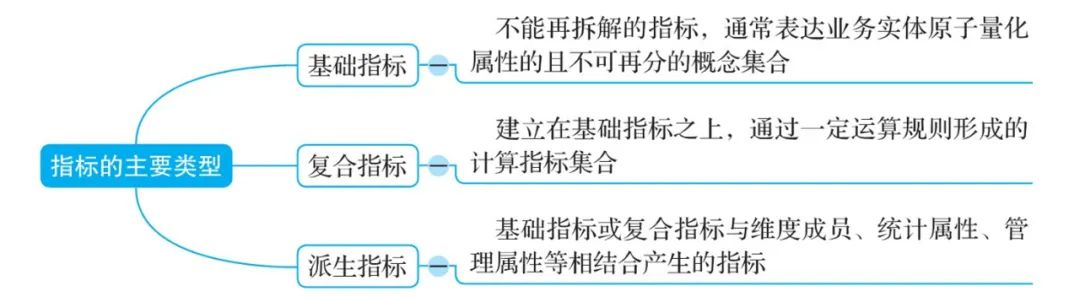 指标的主要类型
基础指标
不能再拆解的指标，通常表达业务实体原子量化
属性的且不可再分的概念集合
复合指标
建立在基础指标之上，通过一定运算规则形成的
计算指标集合
派生指标
基础指标或复合指标与维度成员、统计属性、管
理属性等相结合产生的指标